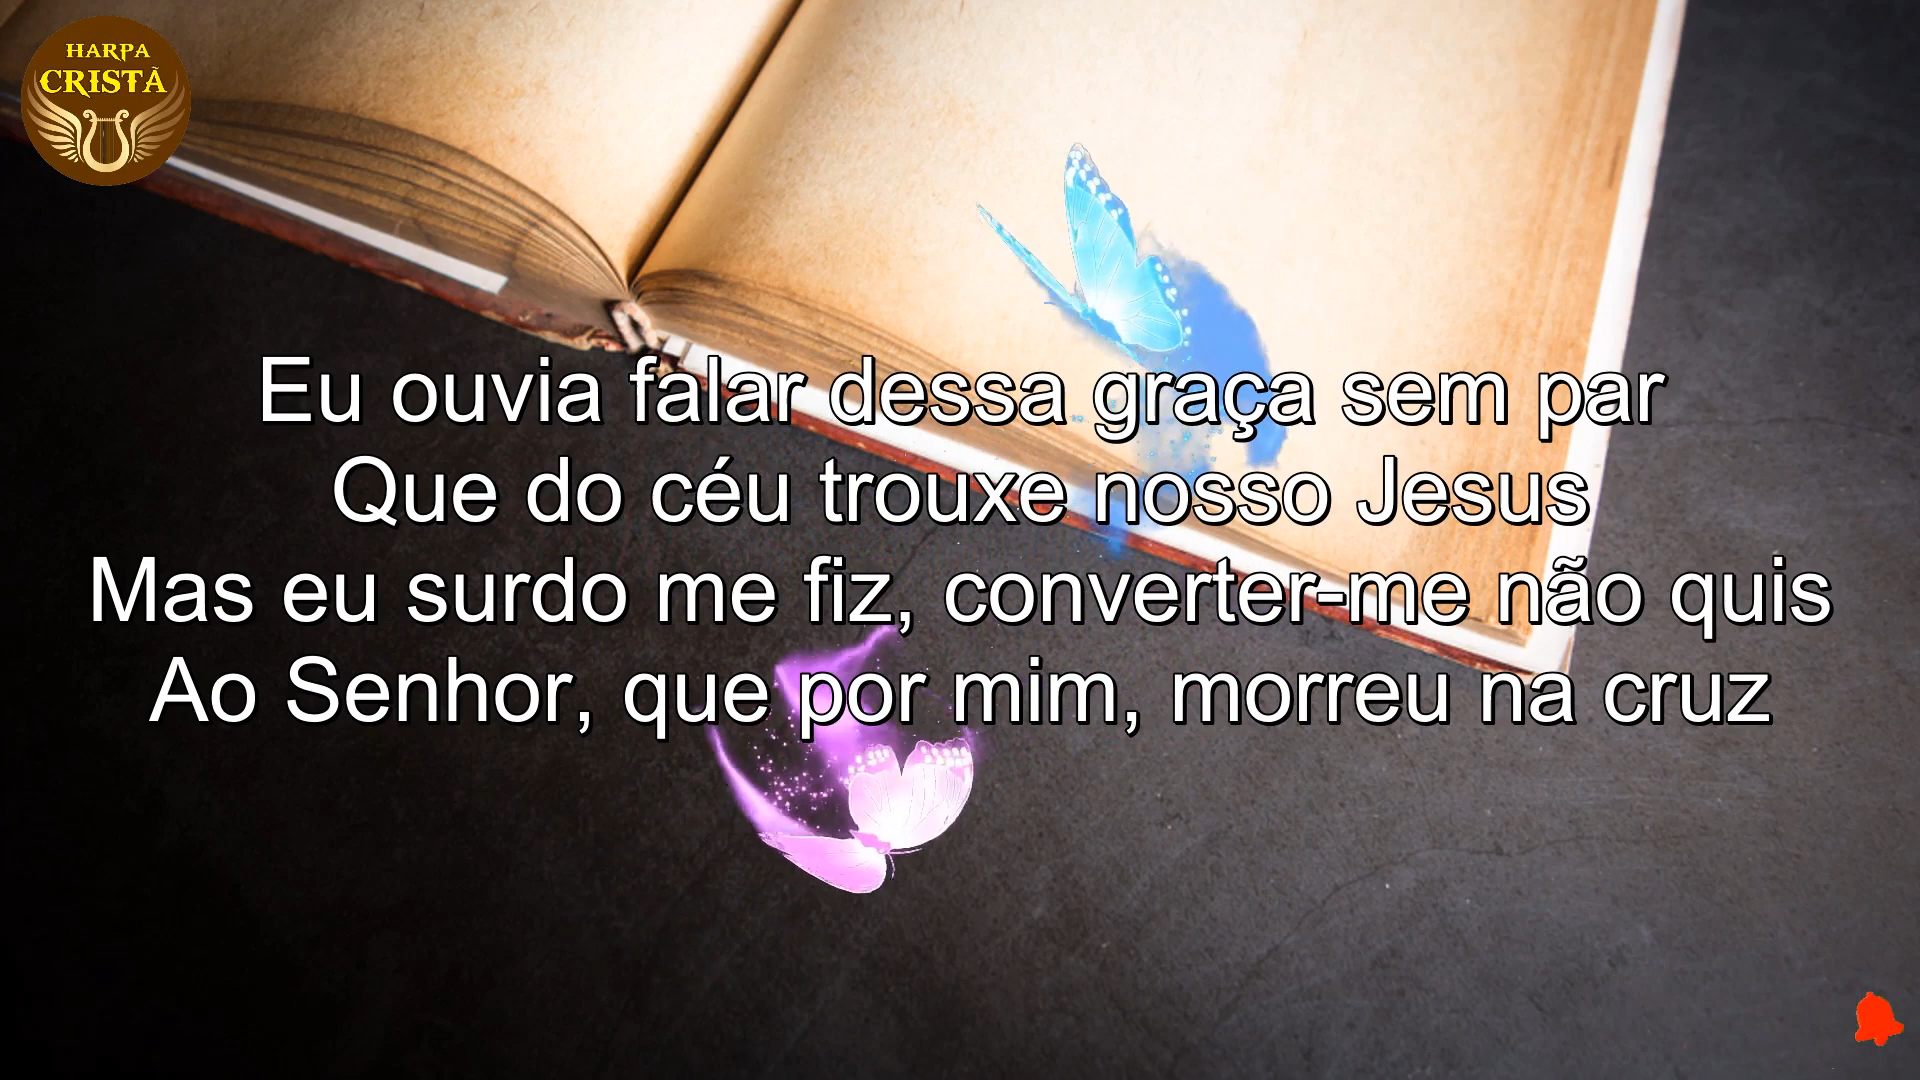 HARPA
CRISTÃ
Eu ouvia falar dessa graça sem par
Que do céu trouxe nosso Jesus
Mas eu surdo me fiz, converter-me não quis
Ao Senhor, que por mim, morreu na cruz